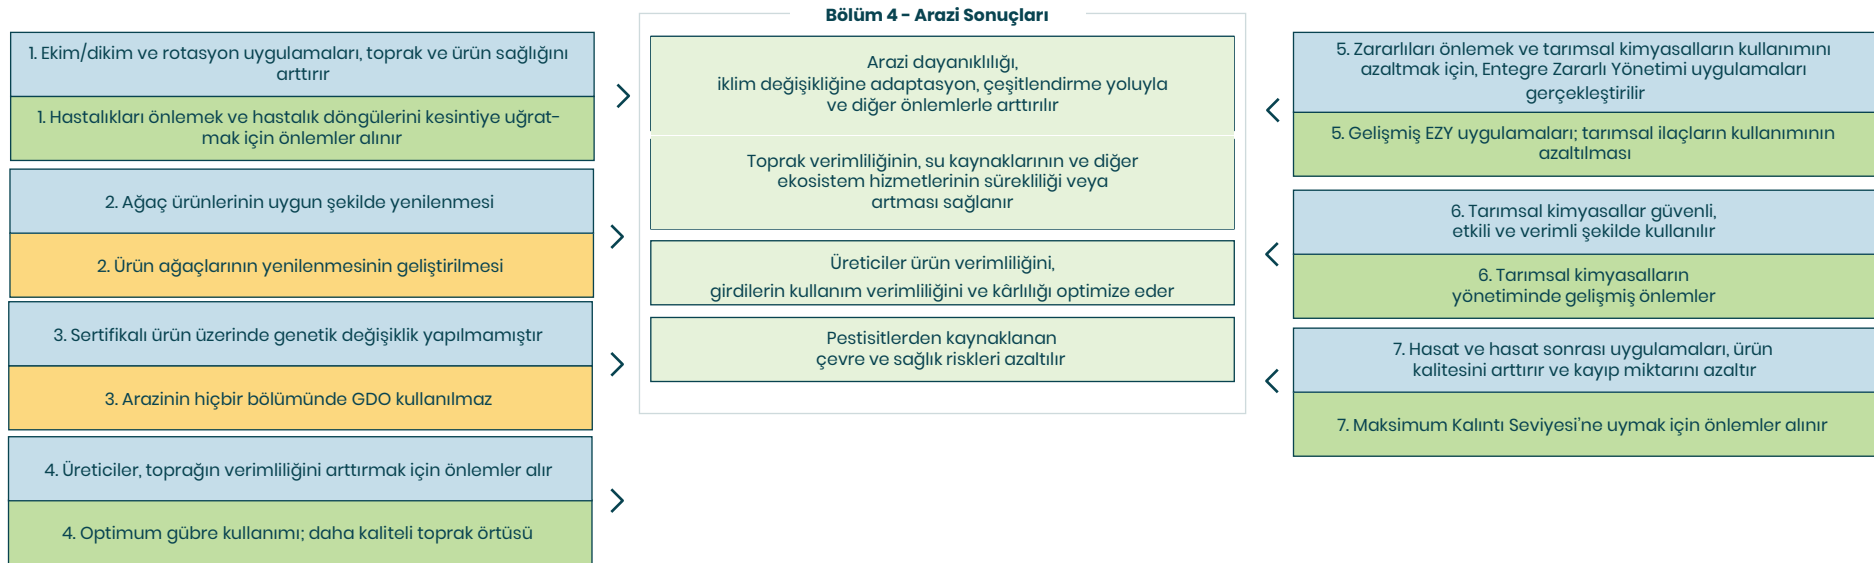 Bölüm 4 - Arazi Sonuçları
1. Ekim/dikim ve rotasyon uygulamaları, toprak ve ürün sağlığını
arttırır
1. Hastalıkları önlemek ve hastalık döngülerini kesintiye uğrat-
mak için önlemler alınır
2. Ağaç ürünlerinin uygun şekilde yenilenmesi
2. Ürün ağaçlarının yenilenmesinin geliştirilmesi
3. Sertifikalı ürün üzerinde genetik değişiklik yapılmamıştır
3. Arazinin hiçbir bölümünde GDO kullanılmaz
4. Üreticiler, toprağın verimliliğini arttırmak için önlemler alır
4. Optimum gübre kullanımı; daha kaliteli toprak örtüsü
Arazi dayanıklılığı,
iklim değişikliğine adaptasyon, çeşitlendirme yoluyla
ve diğer önlemlerle arttırılır
Toprak verimliliğinin, su kaynaklarının ve diğer
ekosistem hizmetlerinin sürekliliği veya
artması sağlanır
Üreticiler ürün verimliliğini,
girdilerin kullanım verimliliğini ve kârlılığı optimize eder
Pestisitlerden kaynaklanan
çevre ve sağlık riskleri azaltılır
5. Zararlıları önlemek ve tarımsal kimyasalların kullanımını
azaltmak için, Entegre Zararlı Yönetimi uygulamaları
gerçekleştirilir
5. Gelişmiş EZY uygulamaları; tarımsal ilaçların kullanımının
azaltılması
6. Tarımsal kimyasallar güvenli,
etkili ve verimli şekilde kullanılır
6. Tarımsal kimyasalların
yönetiminde gelişmiş önlemler
7. Hasat ve hasat sonrası uygulamaları, ürün
kalitesini arttırır ve kayıp miktarını azaltır
7. Maksimum Kalıntı Seviyesi'ne uymak için önlemler alınır